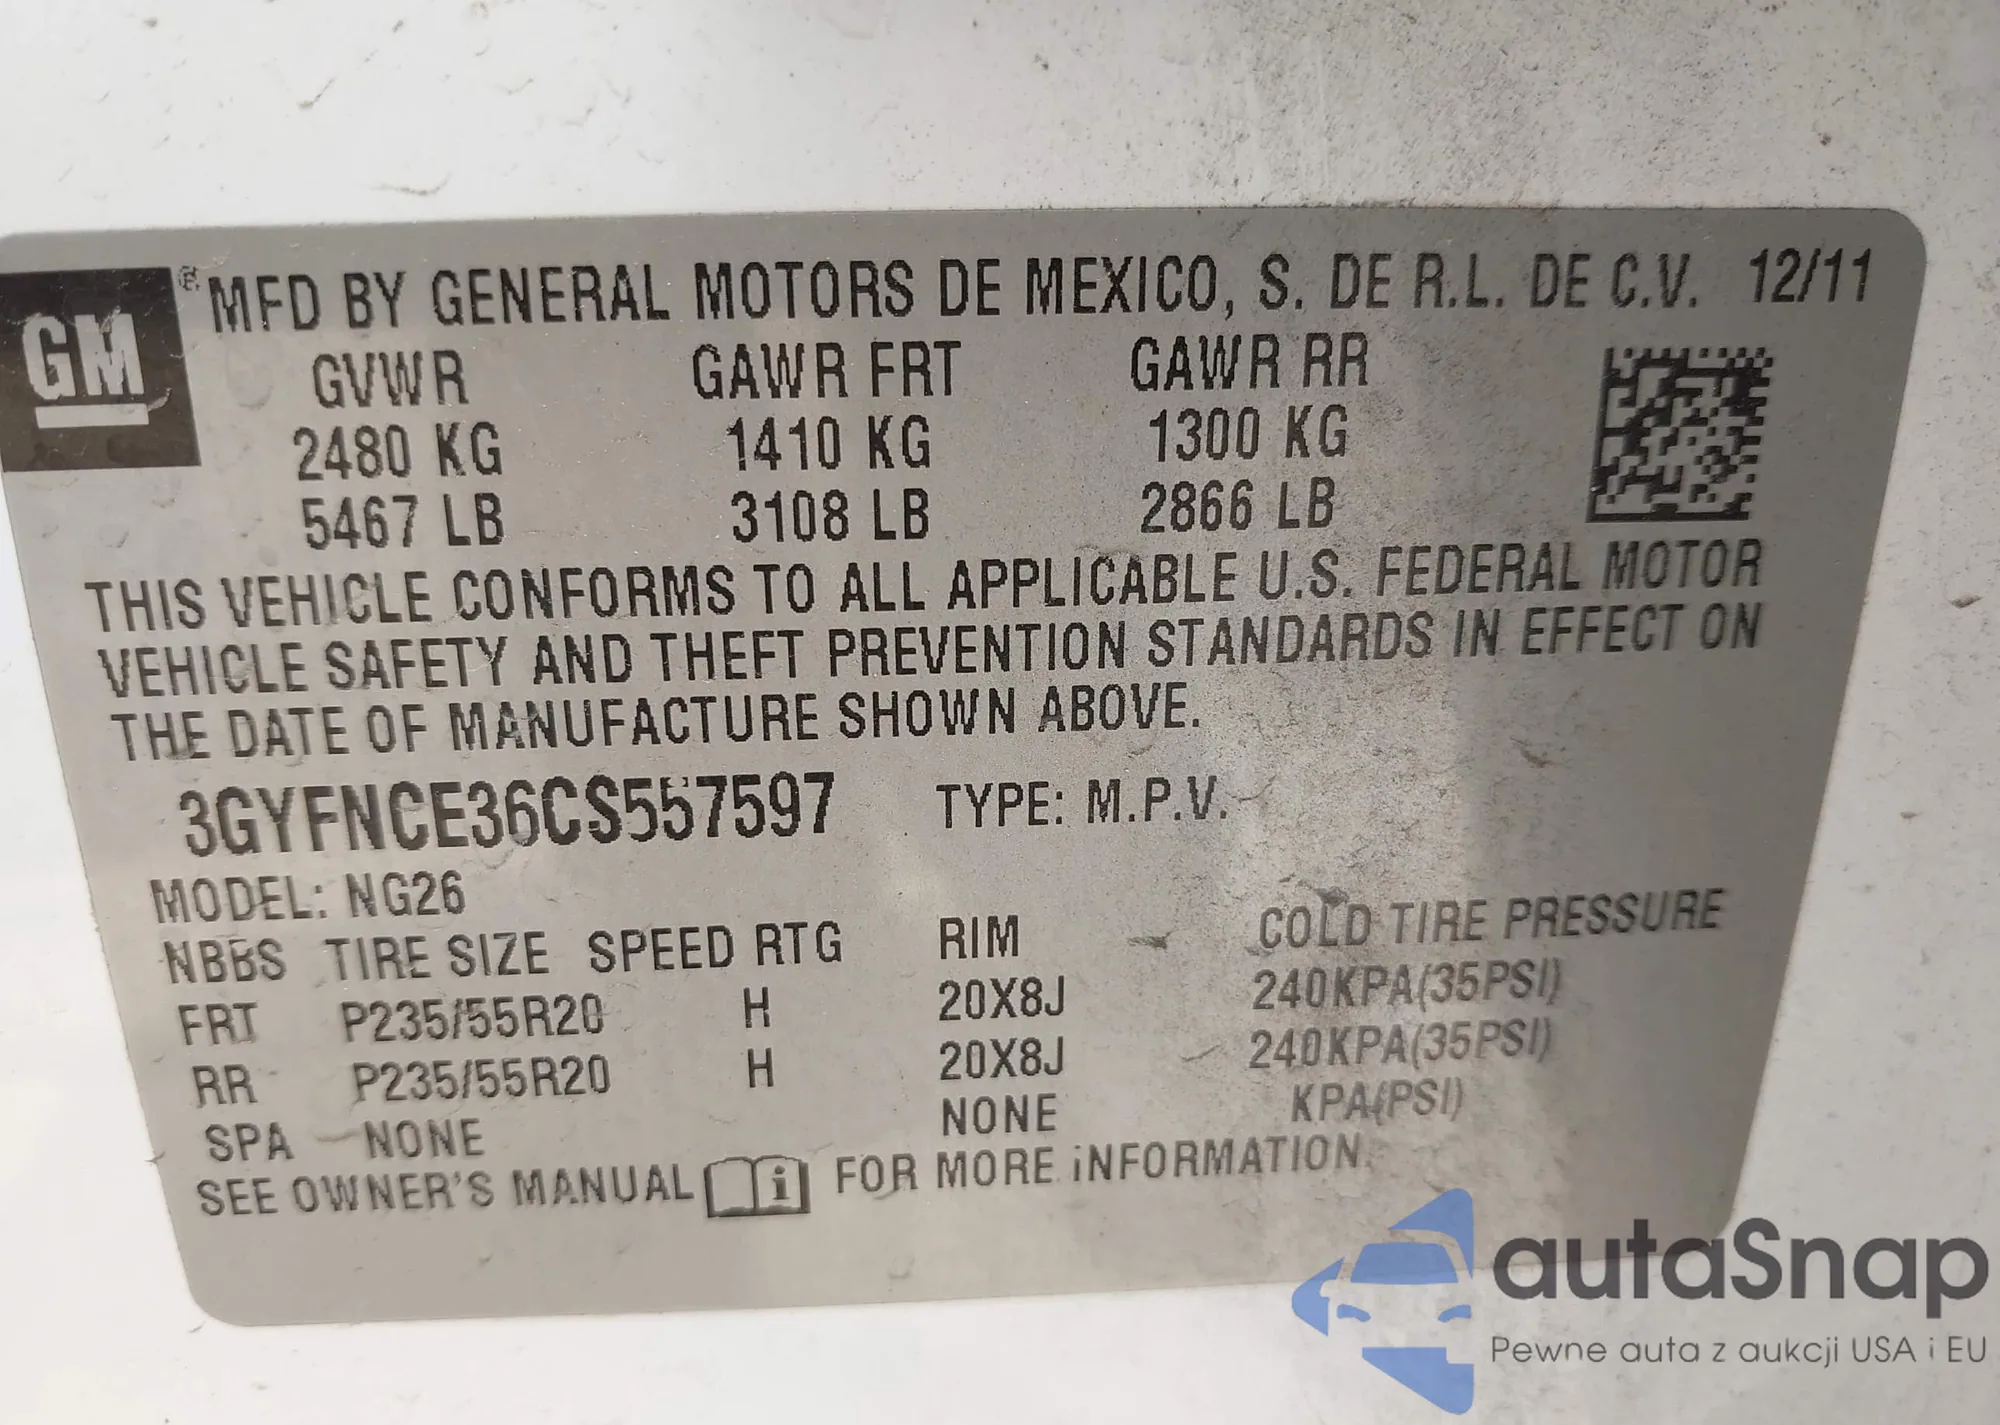 GM
® MFD BY GENERAL MOTORS DE MEXICO, S. DE R.L. DE C.V. 12/11
GVWR GAWR FRT GAWR RR
2480 KG 1410 KG 1300 KG
5467 LB 3108 LB 2866 LB
THIS VEHICLE CONFORMS TO ALL APPLICABLE U.S. FEDERAL MOTOR
VEHICLE SAFETY AND THEFT PREVENTION STANDARDS IN EFFECT ON
THE DATE OF MANUFACTURE SHOWN ABOVE.
3GYFNCE36CS557597 TYPE: M.P.V.
MODEL: NG26
NBBS TIRE SIZE SPEED RTG RIM COLD TIRE PRESSURE
FRT P235/55R20 H 20X8J 240KPA(35PSI)
RR P235/55R20 H 20X8J 240KPA(35PSI)
SPA NONE NONE KPA(PSI)
SEE OWNER'S MANUAL i FOR MORE iNFORMATION.
autaSnap
Pewne auta z aukcji USA i EU